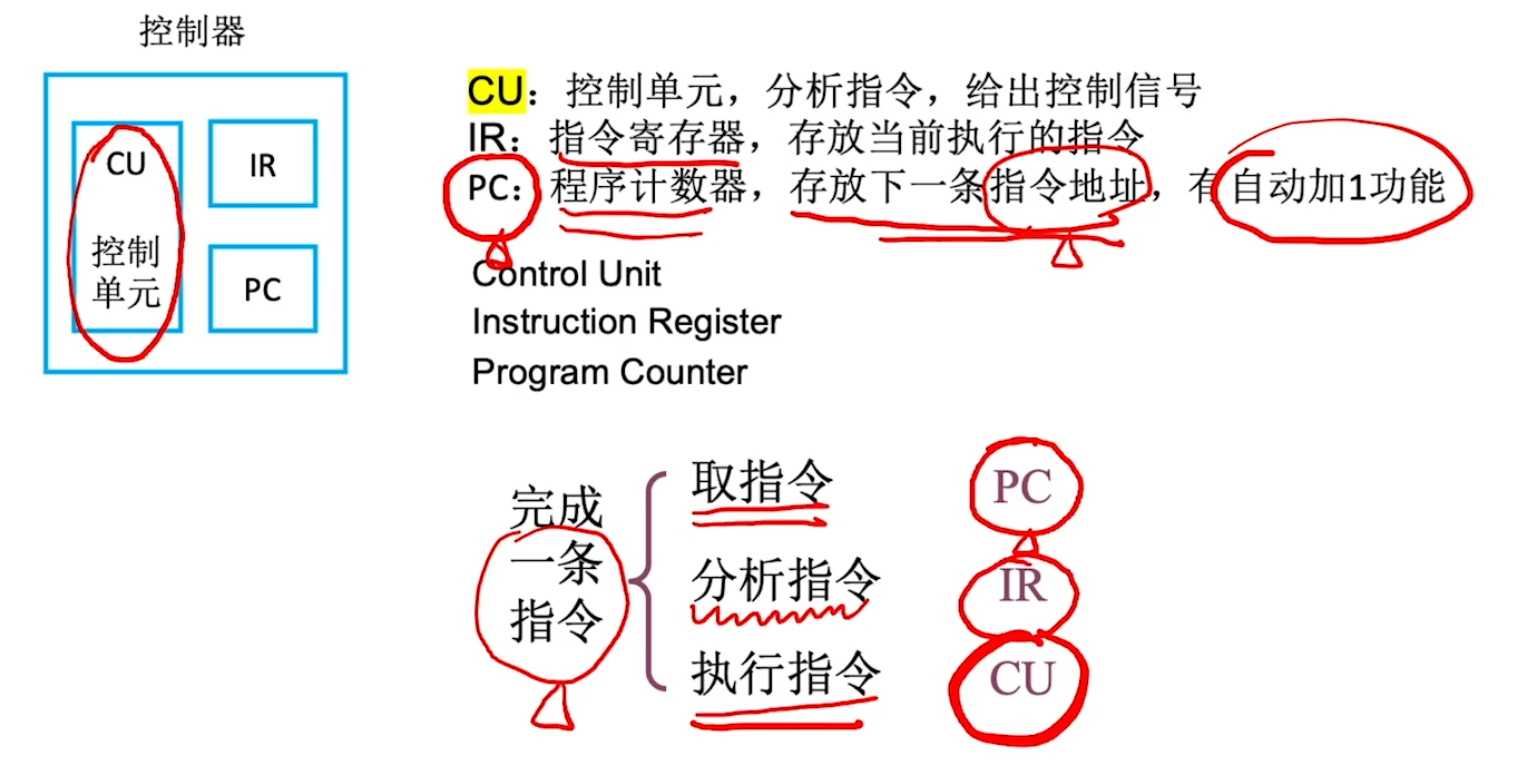 控制器
CU
控制
单元
IR
PC
CU：控制单元，分析指令，给出控制信号
IR：指令寄存器，存放当前执行的指令
PC：程序计数器，存放下一条指令地址，有自动加1功能
Control Unit
Instruction Register
Program Counter
完成
一条
指令
取指令
PC
分析指令
IR
执行指令
CU